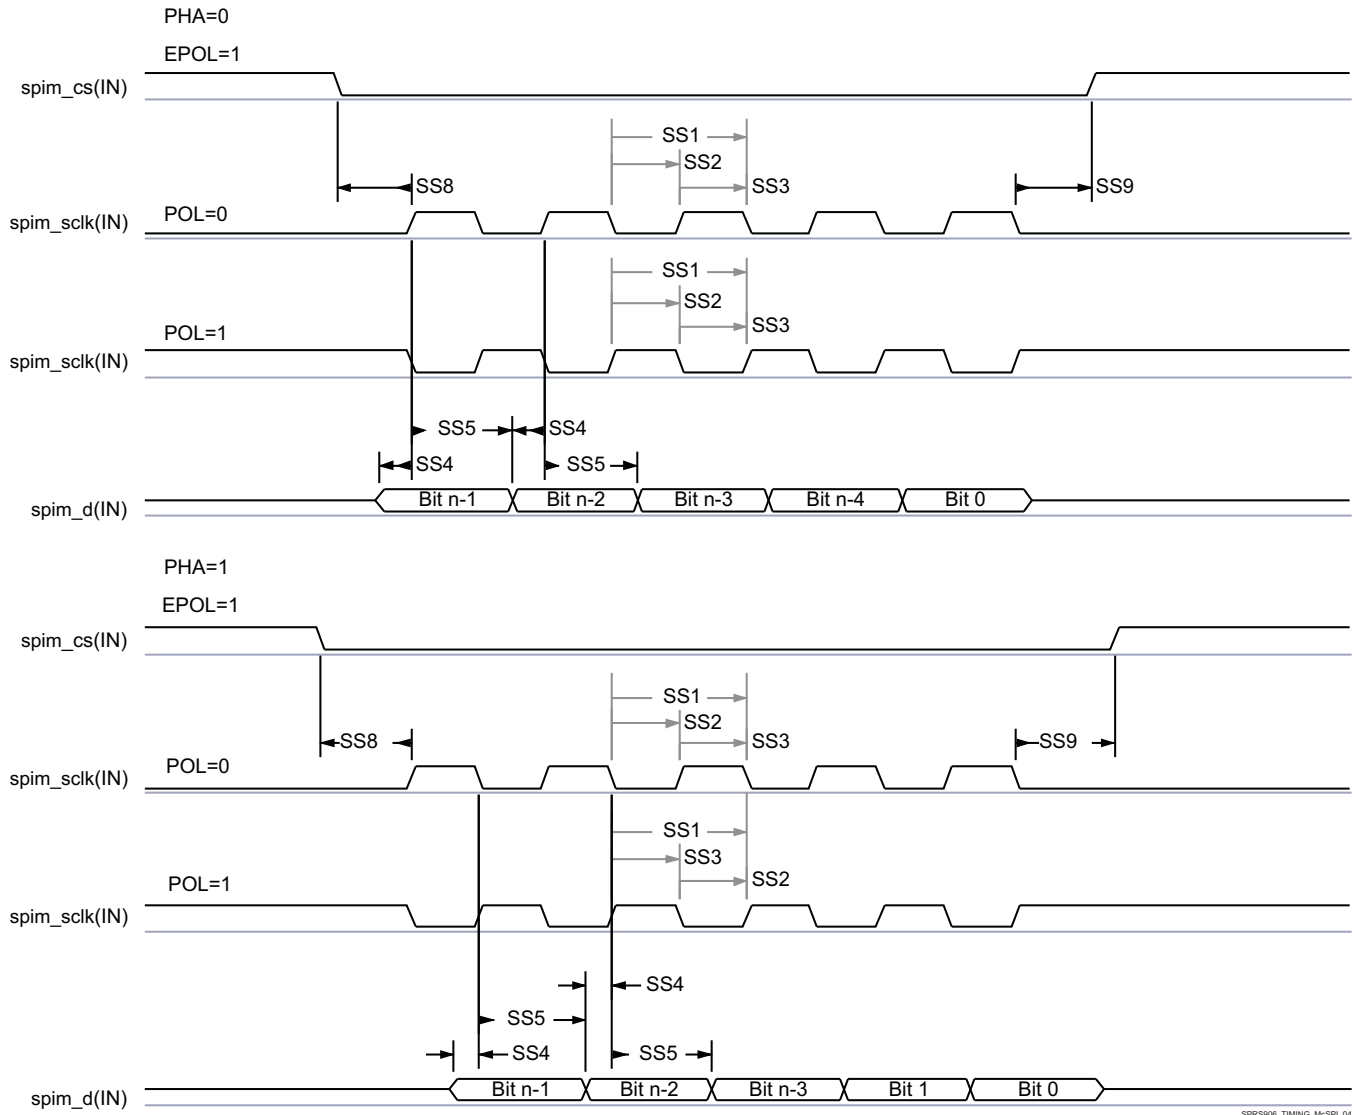 PHA=0
EPOL=1
spim_cs(IN)
SS1
SS2
SS8
SS3
SS9
POL=0
spim_sclk(IN)
SS1
SS2
SS3
POL=1
spim_sclk(IN)
SS5
SS4
SS4
SS5
spim_d(IN)
Bit n-1
Bit n-2
Bit n-3
Bit n-4
Bit 0
PHA=1
EPOL=1
spim_cs(IN)
SS1
SS2
SS8
SS3
SS9
POL=0
spim_sclk(IN)
SS1
SS3
SS2
POL=1
spim_sclk(IN)
SS4
SS5
SS4
SS5
spim_d(IN)
Bit n-1
Bit n-2
Bit n-3
Bit 1
Bit 0
SPRS906_TIMING_McSPI_04